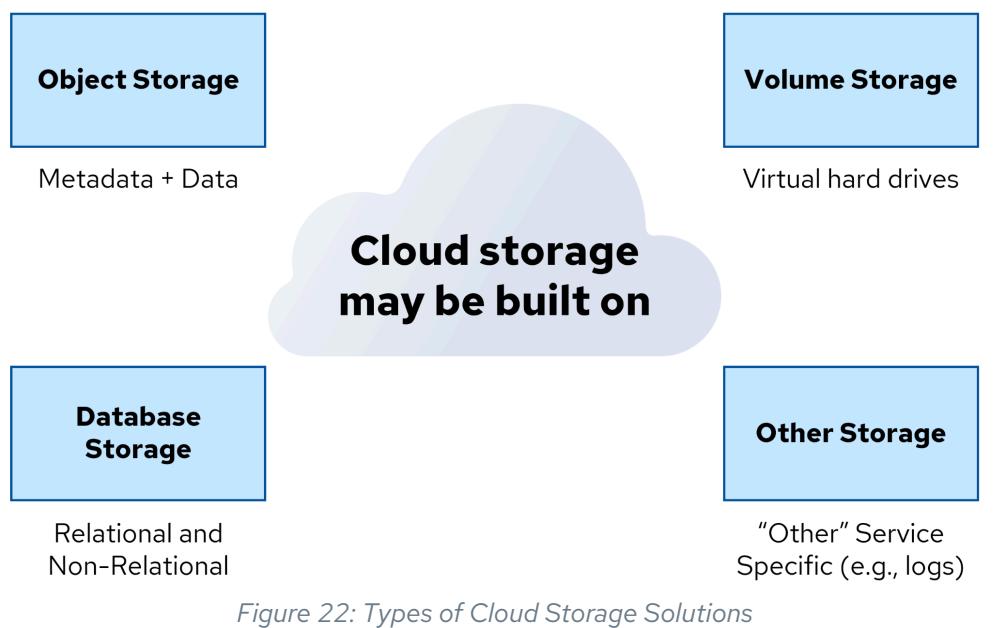 Object Storage
Metadata + Data
Volume Storage
Virtual hard drives
Cloud storage
may be built on
Database
Storage
Relational and
Non-Relational
Other Storage
“Other” Service
Specific (e.g., logs)
Figure 22: Types of Cloud Storage Solutions